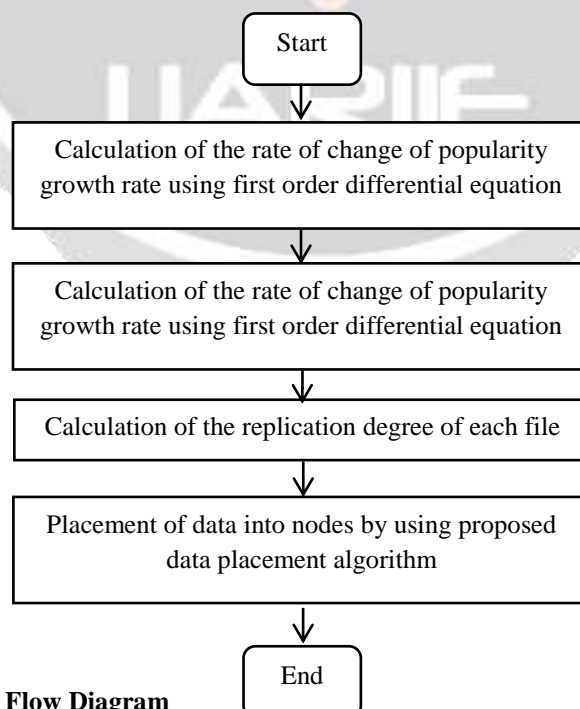 Start
IJARIIE
Calculation of the rate of change of popularity
growth rate using first order differential equation
Calculation of the rate of change of popularity
growth rate using first order differential equation
Calculation of the replication degree of each file
Placement of data into nodes by using proposed
data placement algorithm
End
Flow Diagram